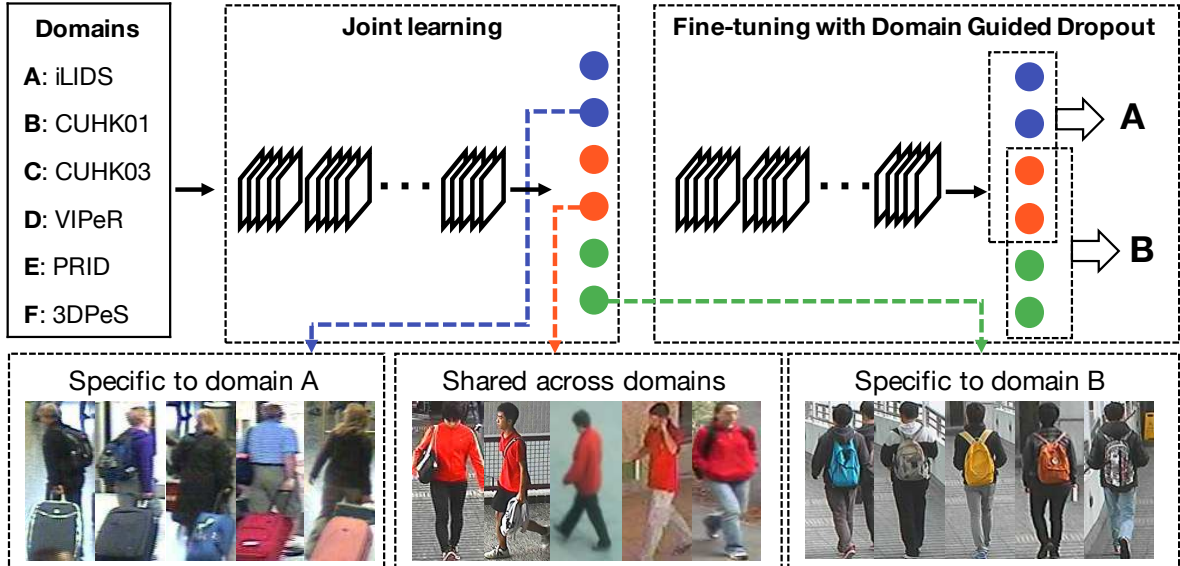 Domains
A: iLIDS
B: CUHK01
C: CUHK03
D: VIPeR
E: PRID
F: 3DPeS
Joint learning
Fine-tuning with Domain Guided Dropout
A
B
Specific to domain A
Shared across domains
Specific to domain B